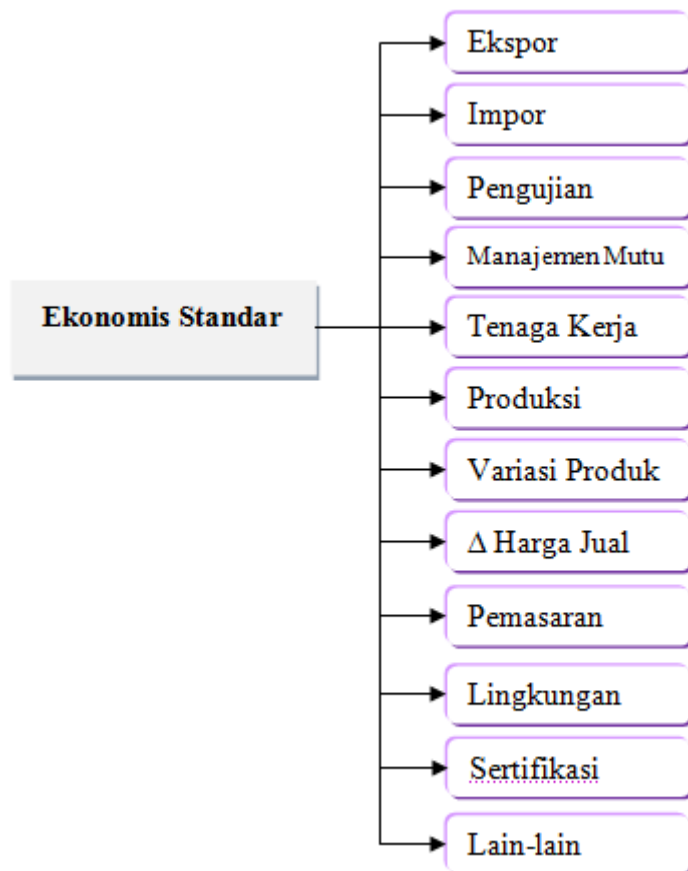 Ekspor
Impor
Pengujian
Manajemen Mutu
Ekonomis Standar
Tenaga Kerja
Produksi
Variasi Produk
Δ Harga Jual
Pemasaran
Lingkungan
Sertifikasi
Lain-lain